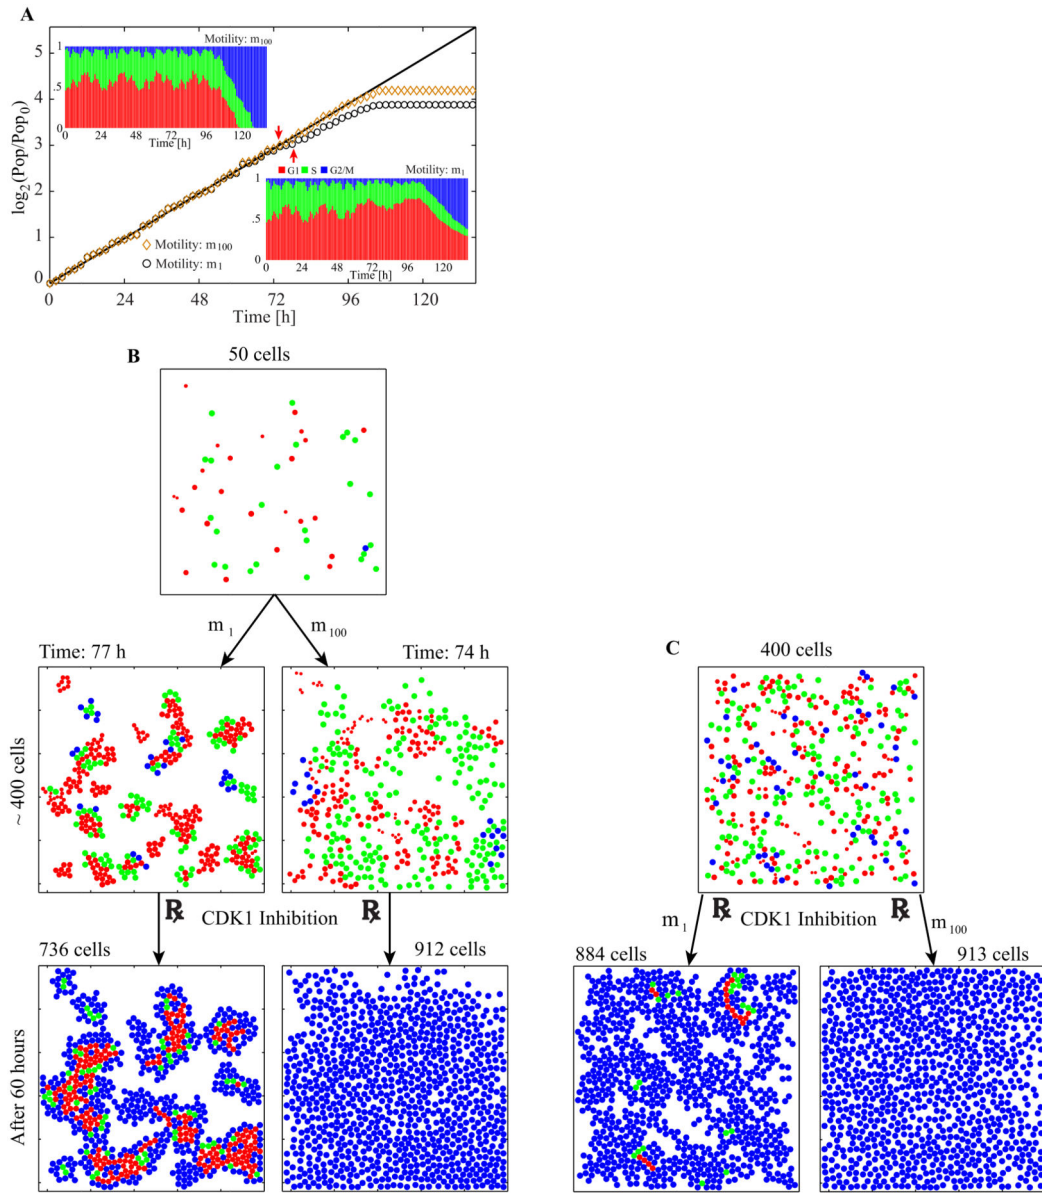 A
log2(Pop/Pop0)
5
4
3
2
1
0
0 24 48 72 96 120
Time [h]
Motility: m100
1
.5
0
0 24 48 72 96 120
Time [h]
G1 S G2/M Motility: m1
1
.5
0
0 24 48 72 96 120
Time [h]
Motility: m100
Motility: m1
B
50 cells
m1 m100
Time: 77 h Time: 74 h
~ 400 cells
℞ CDK1 Inhibition ℞
736 cells 912 cells
After 60 hours
C
400 cells
m1 ℞ CDK1 Inhibition ℞ m100
884 cells 913 cells